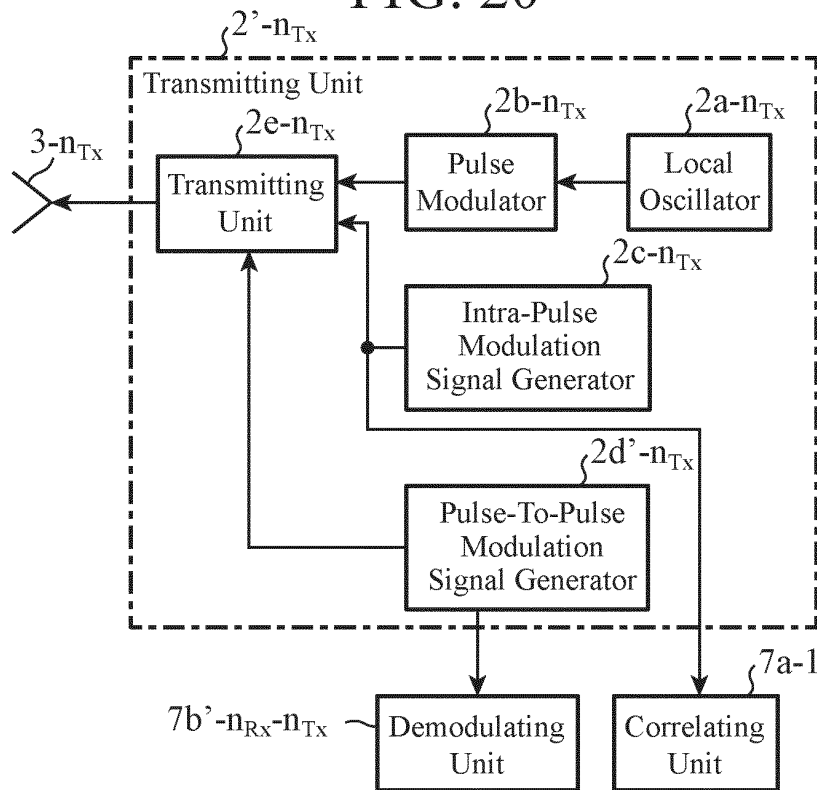 FIG. 20
2'-nTx
Transmitting Unit
2e-nTx
2b-nTx
2a-nTx
3-nTx
Transmitting
Unit
Pulse
Modulator
Local
Oscillator
2c-nTx
Intra-Pulse
Modulation
Signal Generator
2d'-nTx
Pulse-To-Pulse
Modulation
Signal Generator
7a-1
7b'-nRx-nTx
Demodulating
Unit
Correlating
Unit